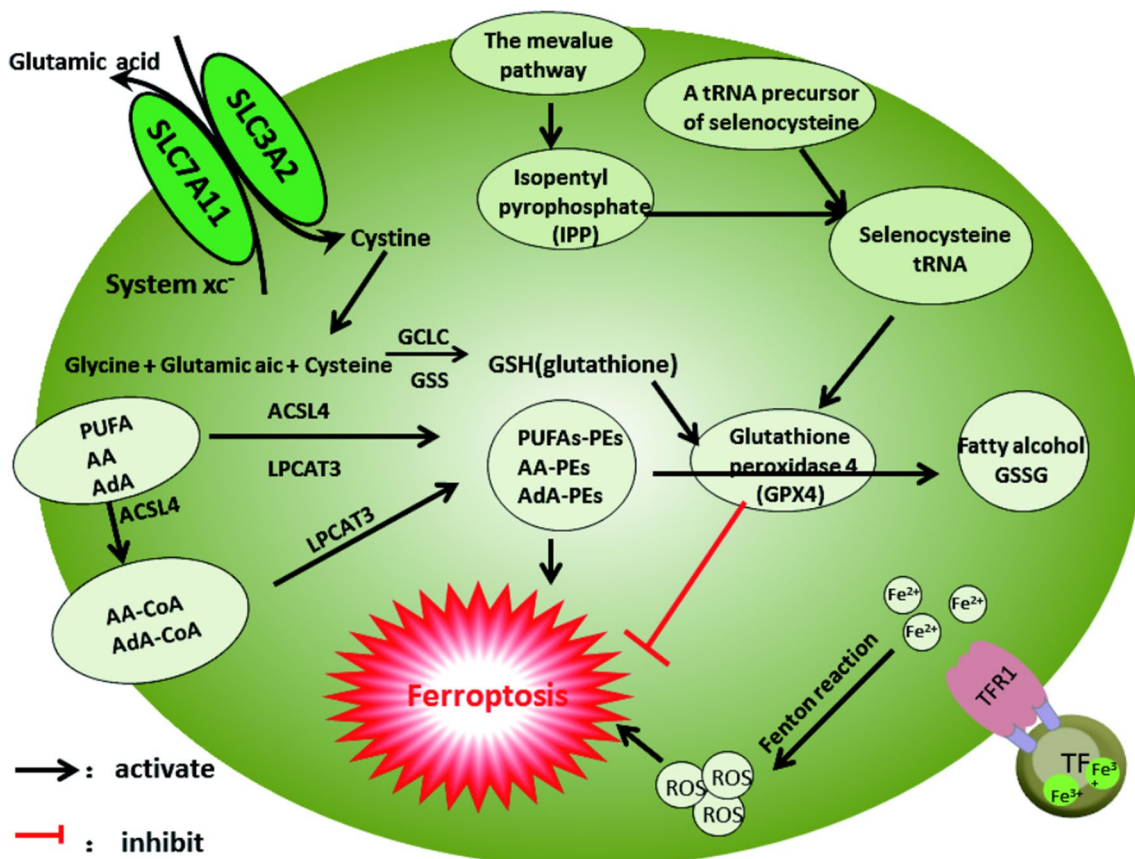 Glutamic acid
SLC7A11
SLC3A2
System xc-
Cystine
The mevalue
pathway
A tRNA precursor
of selenocysteine
Isopentyl
pyrophosphate
(IPP)
Selenocysteine
tRNA
Glycine + Glutamic aic + Cysteine
GCLC
GSS
GSH(glutathione)
PUFA
AA
AdA
ACSL4
LPCAT3
PUFAs-PEs
AA-PEs
AdA-PEs
Glutathione
peroxidase 4
(GPX4)
Fatty alcohol
GSSG
ACSL4
LPCAT3
AA-CoA
AdA-CoA
Ferroptosis
Fe2+
Fe2+
Fe2+
Fenton reaction
TFR1
TF
Fe3+
Fe3+
ROS
ROS
ROS
: activate
: inhibit